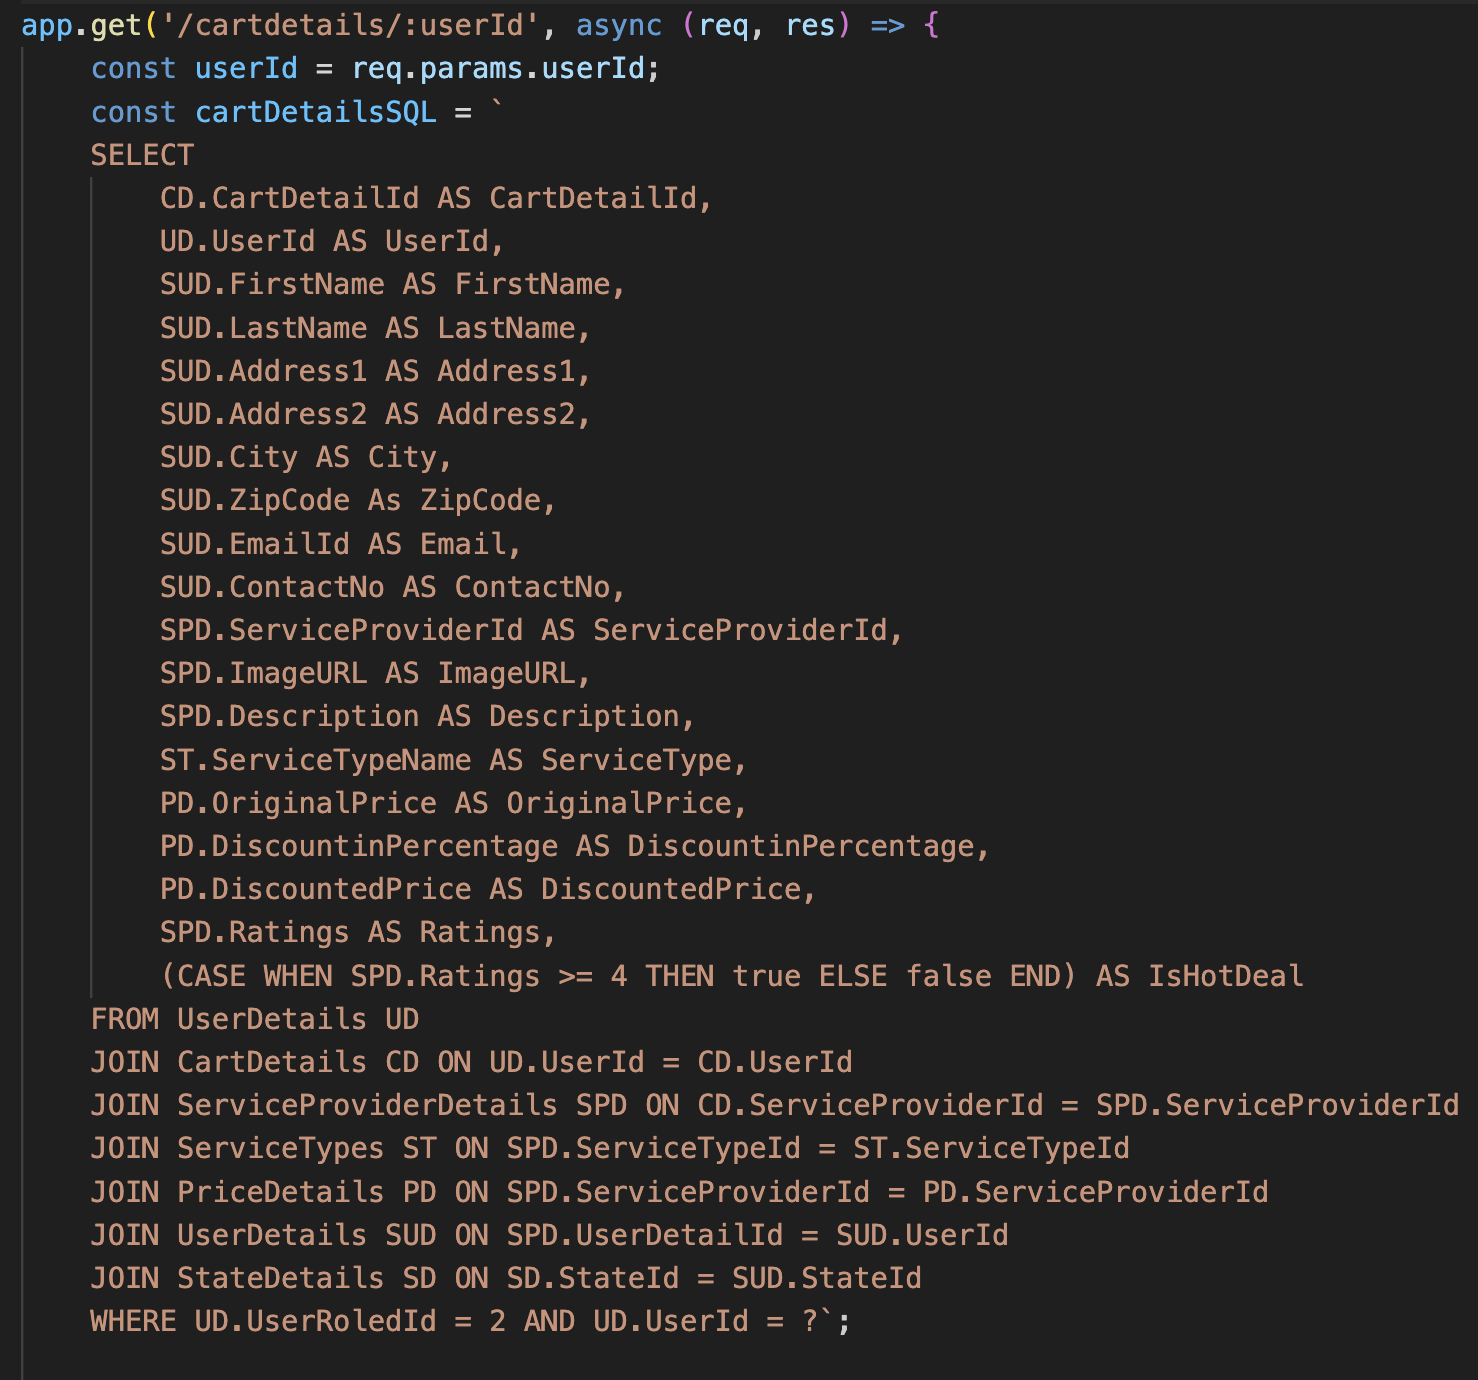 app.get('/cartdetails/:userId', async (req, res) => {
    const userId = req.params.userId;
    const cartDetailsSQL = `
    SELECT
        CD.CartDetailId AS CartDetailId,
        UD.UserId AS UserId,
        SUD.FirstName AS FirstName,
        SUD.LastName AS LastName,
        SUD.Address1 AS Address1,
        SUD.Address2 AS Address2,
        SUD.City AS City,
        SUD.ZipCode As ZipCode,
        SUD.EmailId AS Email,
        SUD.ContactNo AS ContactNo,
        SPD.ServiceProviderId AS ServiceProviderId,
        SPD.ImageURL AS ImageURL,
        SPD.Description AS Description,
        ST.ServiceTypeName AS ServiceType,
        PD.OriginalPrice AS OriginalPrice,
        PD.DiscountinPercentage AS DiscountinPercentage,
        PD.DiscountedPrice AS DiscountedPrice,
        SPD.Ratings AS Ratings,
        (CASE WHEN SPD.Ratings >= 4 THEN true ELSE false END) AS IsHotDeal
    FROM UserDetails UD
    JOIN CartDetails CD ON UD.UserId = CD.UserId
    JOIN ServiceProviderDetails SPD ON CD.ServiceProviderId = SPD.ServiceProviderId
    JOIN ServiceTypes ST ON SPD.ServiceTypeId = ST.ServiceTypeId
    JOIN PriceDetails PD ON SPD.ServiceProviderId = PD.ServiceProviderId
    JOIN UserDetails SUD ON SPD.UserDetailId = SUD.UserId
    JOIN StateDetails SD ON SD.StateId = SUD.StateId
    WHERE UD.UserRoledId = 2 AND UD.UserId = ?`;